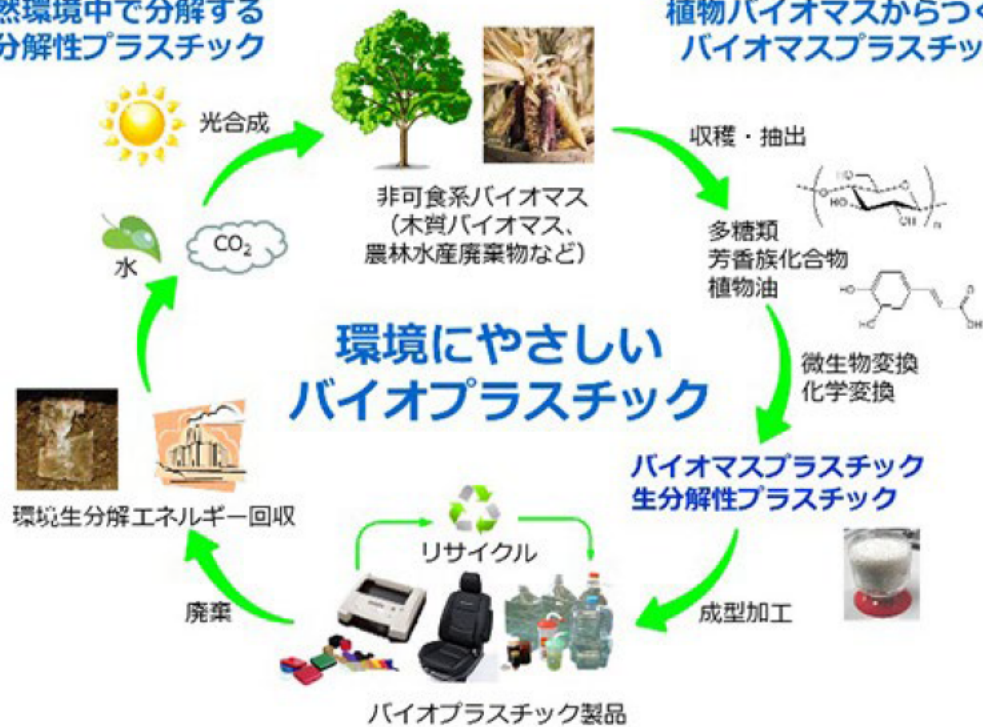 然環境中で分解する
分解性プラスチック
植物バイオマスからつく
バイオマスプラスチッ
光合成
収穫・抽出
非可食系バイオマス
（木質バイオマス、
農林水産廃棄物など）
水
CO2
多糖類
芳香族化合物
植物油
HO
O
O
HO
OH
n
HO
HO
O
OH
環境にやさしい
バイオプラスチック
微生物変換
化学変換
バイオマスプラスチック
生分解性プラスチック
環境生分解エネルギー回収
リサイクル
廃棄
成型加工
バイオプラスチック製品